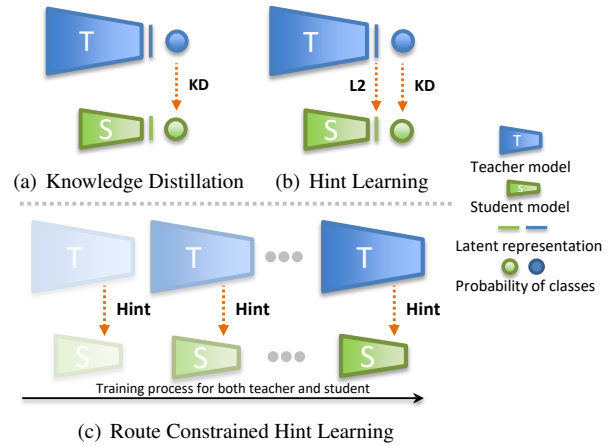 T
T
KD
L2
KD
S
S
(a) Knowledge Distillation
(b) Hint Learning
T
Teacher model
S
Student model
Latent representation
Probability of classes
T
T
T
Hint
Hint
Hint
S
S
S
Training process for both teacher and student
(c) Route Constrained Hint Learning